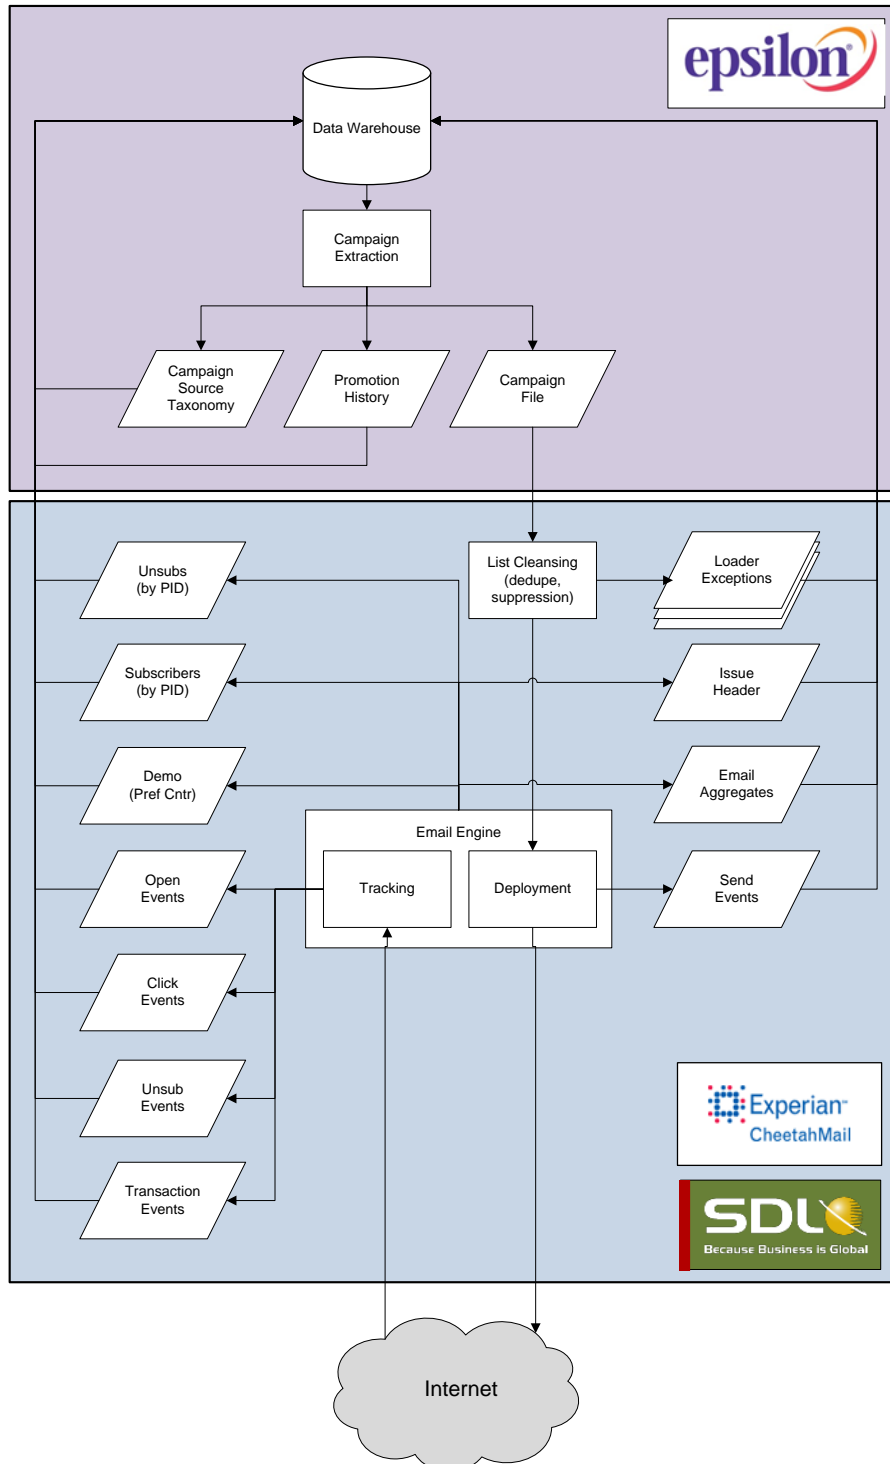 epsilon®
Data Warehouse
Campaign
Extraction
Campaign
Source
Taxonomy
Promotion
History
Campaign
File
Unsubs
(by PID)
List Cleansing
(dedupe,
suppression)
Loader
Exceptions
Subscribers
(by PID)
Issue
Header
Demo
(Pref Cntr)
Email
Aggregates
Email Engine
Open
Events
Tracking
Deployment
Send
Events
Click
Events
Unsub
Events
Experian™
CheetahMail
Transaction
Events
SDL
Because Business is Global
Internet